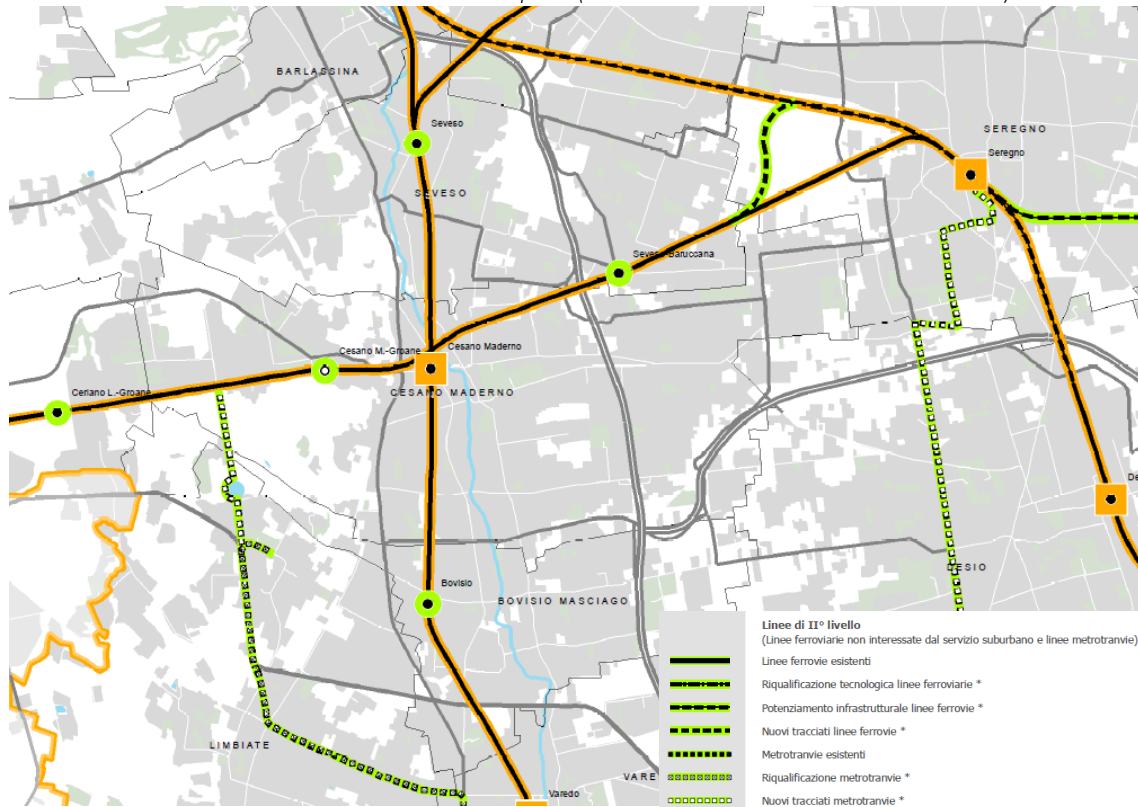 BARLASSINA
Seveso
SEREGNO
Seregno
SEVESO
Seveso-Baruccana
Cesano M.-Groane
Cesano Maderno
CESANO MADERNO
Ceriano L.-Groane
De
DESIO
Bovisio
BOVISIO MASCIAGO
LIMBIATE
VARE
Varedo
Linee di II° livello
(Linee ferroviarie non interessate dal servizio suburbano e linee metrotranvie)
Linee ferrovie esistenti
Riqualificazione tecnologica linee ferroviarie *
Potenziamento infrastrutturale linee ferrovie *
Nuovi tracciati linee ferrovie *
Metrotranvie esistenti
Riqualificazione metrotranvie *
Nuovi tracciati metrotranvie *